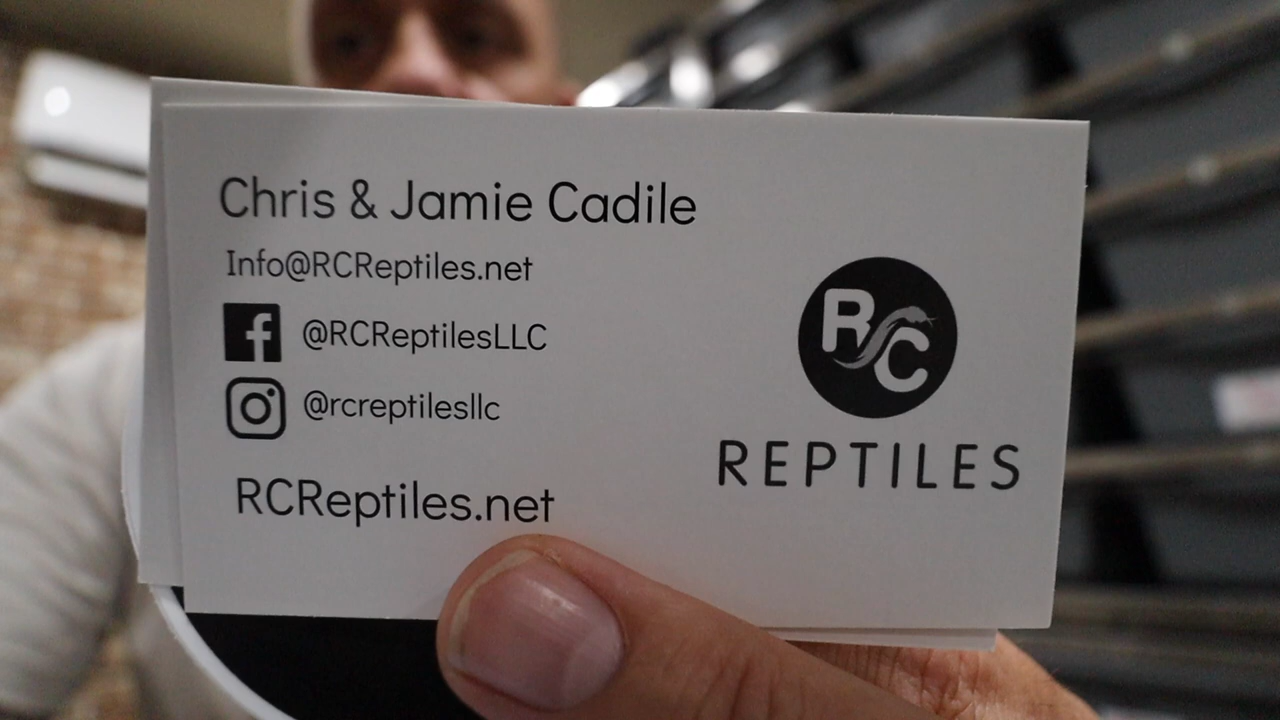 Chris & Jamie Cadile
Info@RCReptiles.net
@RCReptilesLLC
@rcreptilesllc
RCReptiles.net
RC
REPTILES